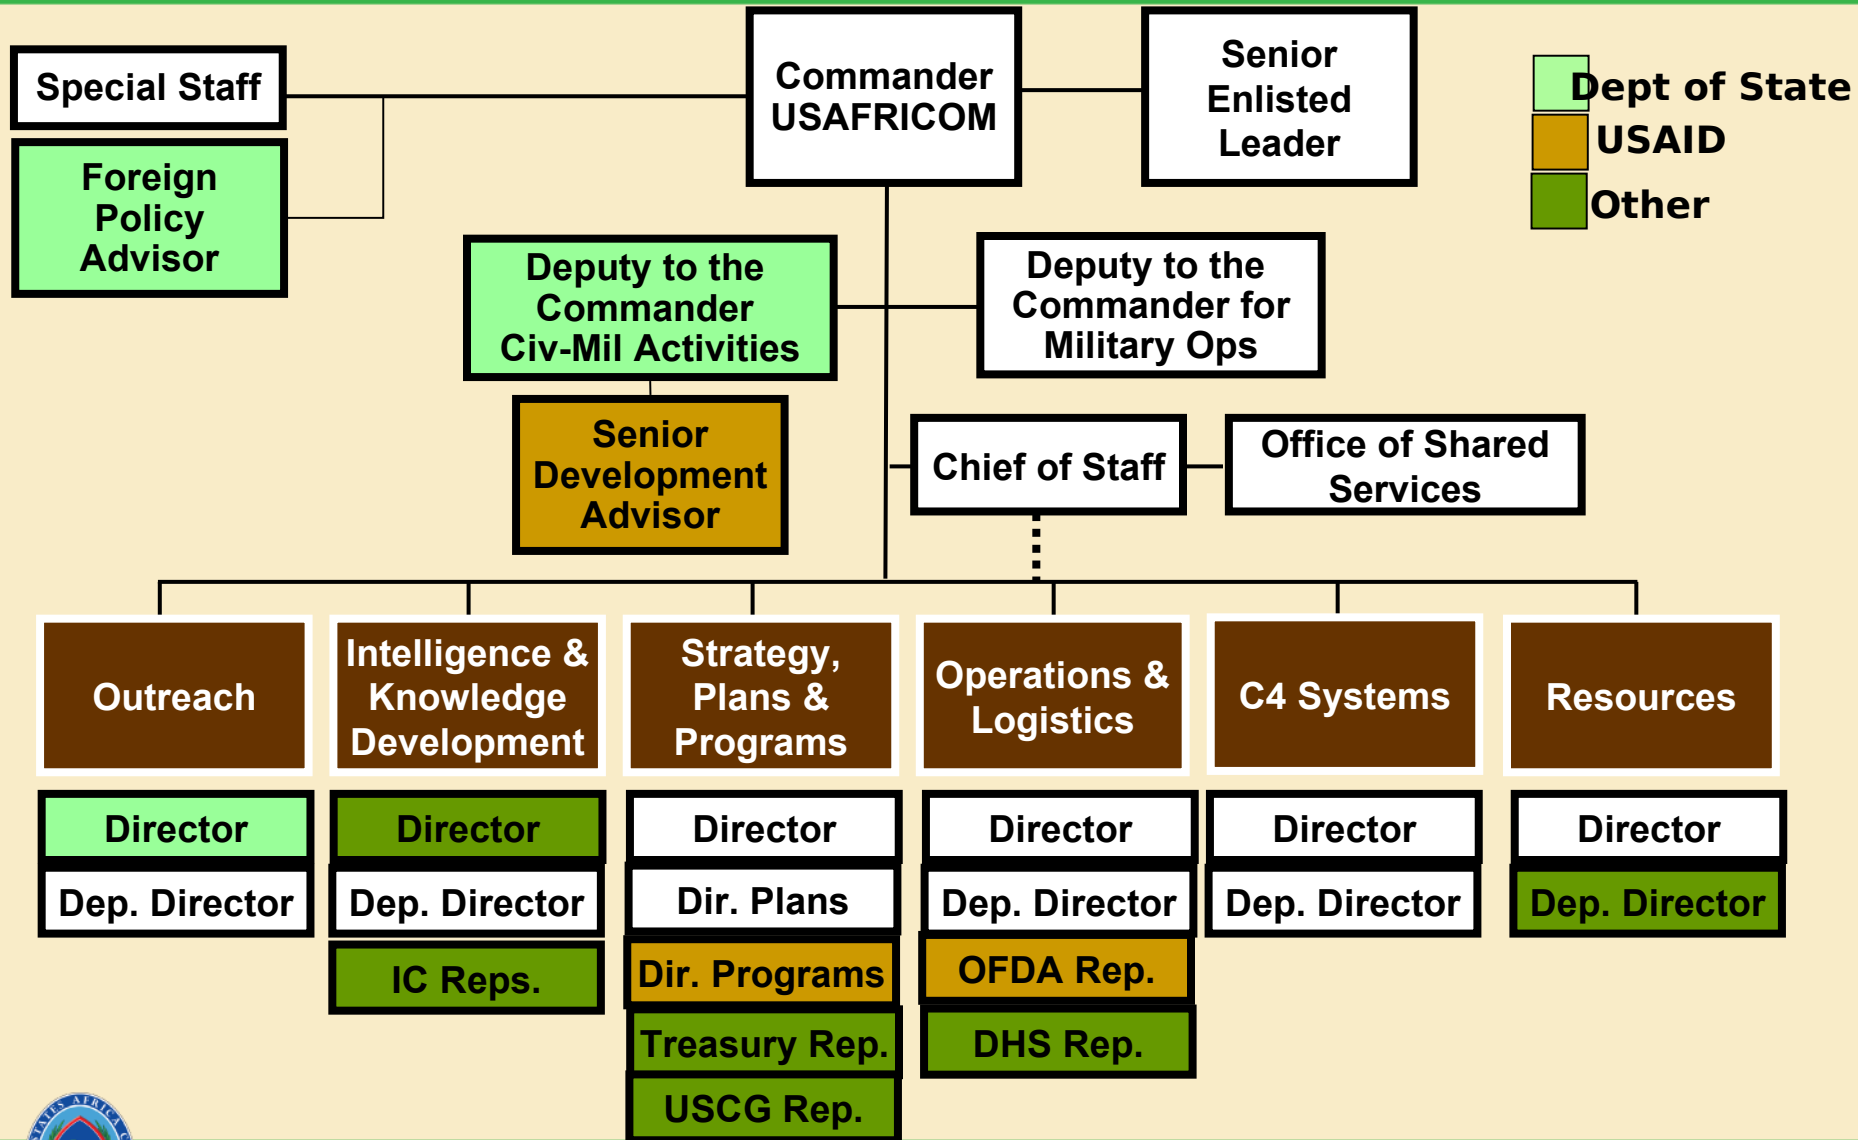 Special Staff
Commander
USAFRICOM
Senior
Enlisted
Leader
Dept of State
USAID
Other
Foreign
Policy
Advisor
Deputy to the
Commander
Civ-Mil Activities
Deputy to the
Commander for
Military Ops
Senior
Development
Advisor
Chief of Staff
Office of Shared
Services
Outreach
Intelligence &
Knowledge
Development
Strategy,
Plans &
Programs
Operations &
Logistics
C4 Systems
Resources
Director
Dep. Director
Director
Dep. Director
IC Reps.
Director
Dir. Plans
Dir. Programs
Treasury Rep.
USCG Rep.
Director
Dep. Director
OFDA Rep.
DHS Rep.
Director
Dep. Director
Director
Dep. Director
STATES AFRICA C